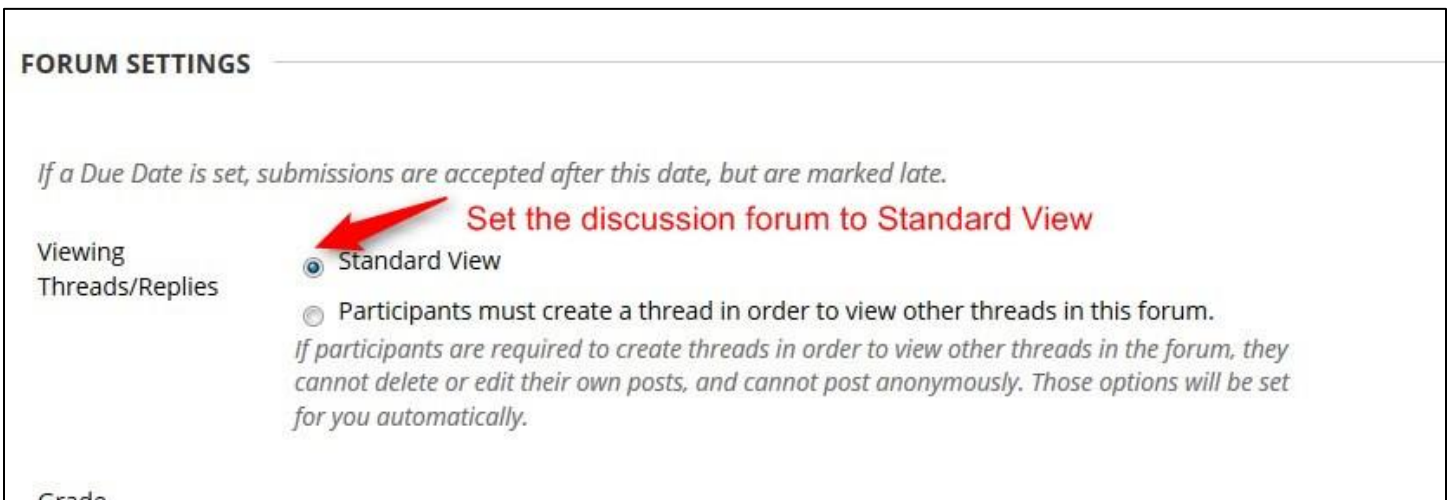 FORUM SETTINGS
If a Due Date is set, submissions are accepted after this date, but are marked late.
Set the discussion forum to Standard View
Viewing
Threads/Replies
Standard View
Participants must create a thread in order to view other threads in this forum.
If participants are required to create threads in order to view other threads in the forum, they
cannot delete or edit their own posts, and cannot post anonymously. Those options will be set
for you automatically.
Grade